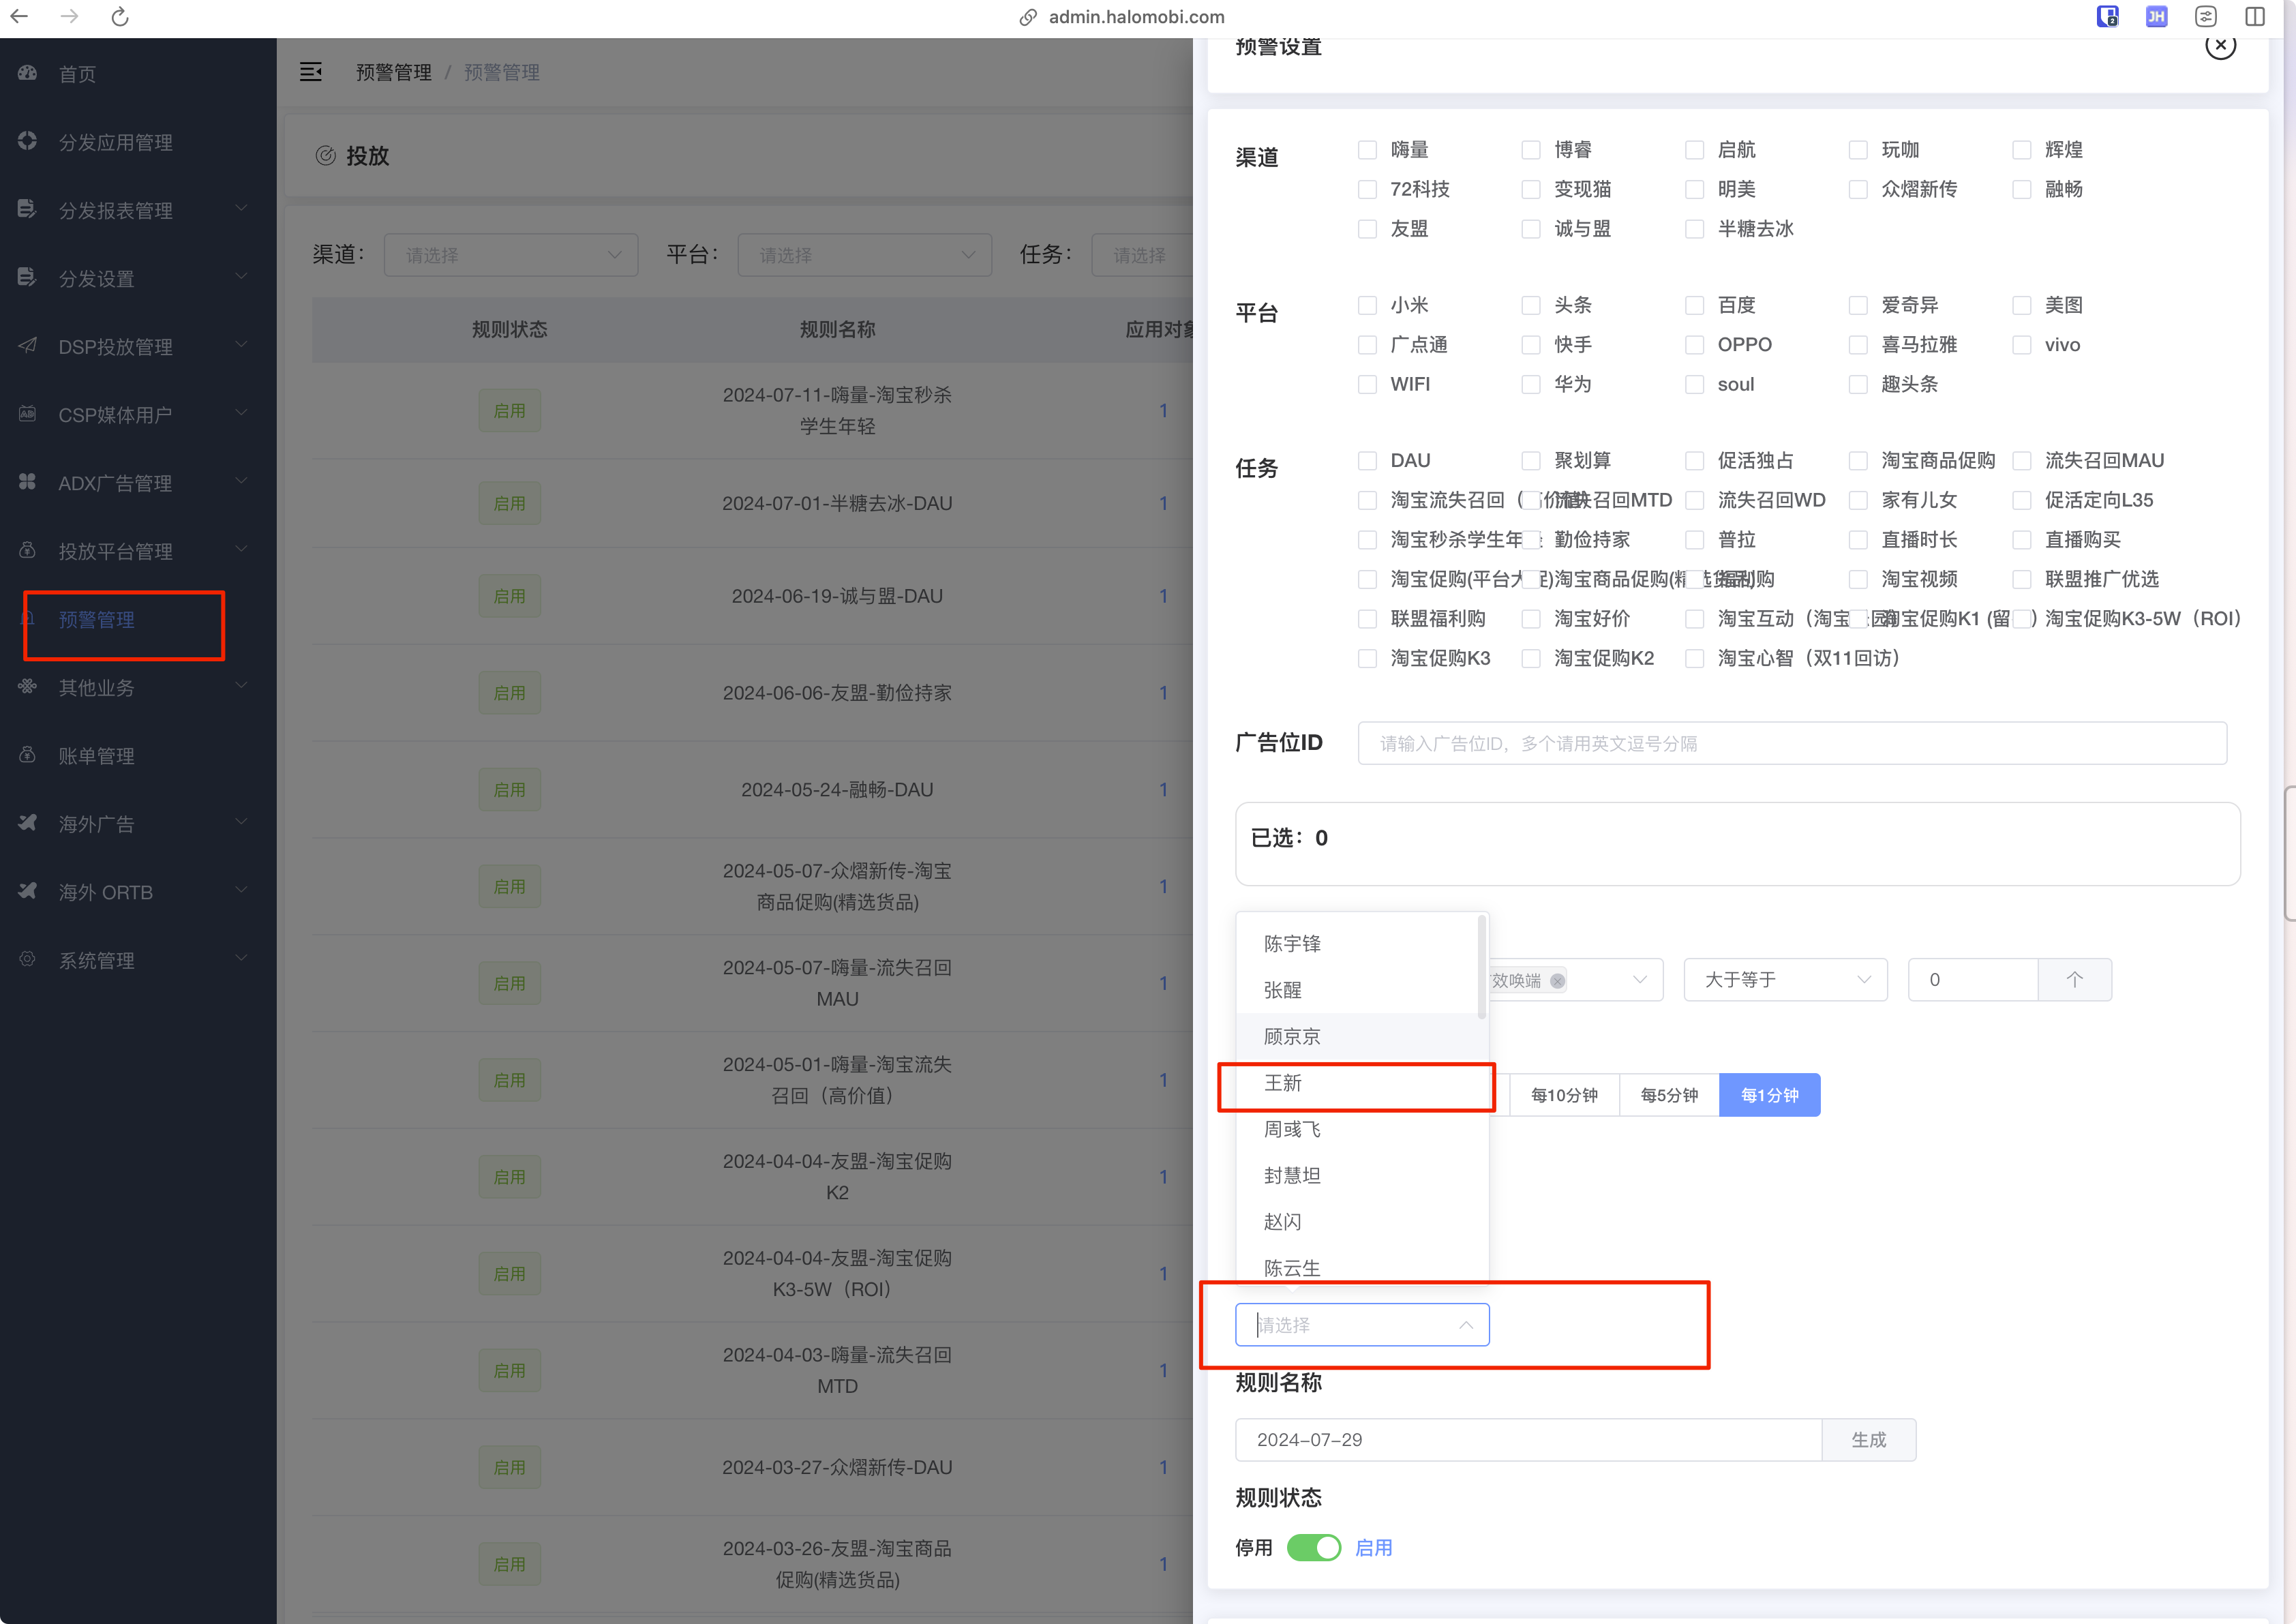 admin.halomobi.com
首页
分发应用管理
分发报表管理
分发设置
DSP投放管理
CSP媒体用户
ADX广告管理
投放平台管理
预警管理
其他业务
账单管理
海外广告
海外 ORTB
系统管理
预警管理 / 预警管理
投放
渠道： 请选择 平台： 请选择 任务： 请选择
规则状态 规则名称 应用对象
启用 2024-07-11-嗨量-淘宝秒杀
学生年轻 1
启用 2024-07-01-半糖去冰-DAU 1
启用 2024-06-19-诚与盟-DAU 1
启用 2024-06-06-友盟-勤俭持家 1
启用 2024-05-24-融畅-DAU 1
启用 2024-05-07-众熠新传-淘宝
商品促购(精选货品) 1
启用 2024-05-07-嗨量-流失召回
MAU 1
启用 2024-05-01-嗨量-淘宝流失
召回（高价值） 1
启用 2024-04-04-友盟-淘宝促购
K2 1
启用 2024-04-04-友盟-淘宝促购
K3-5W（ROI） 1
启用 2024-04-03-嗨量-流失召回
MTD 1
启用 2024-03-27-众熠新传-DAU 1
启用 2024-03-26-友盟-淘宝商品
促购(精选货品) 1
预警设置
渠道 嗨量 博睿 启航 玩咖 辉煌
72科技 变现猫 明美 众熠新传 融畅
友盟 诚与盟 半糖去冰
平台 小米 头条 百度 爱奇异 美图
广点通 快手 OPPO 喜马拉雅 vivo
WIFI 华为 soul 趣头条
任务 DAU 聚划算 促活独占 淘宝商品促购 流失召回MAU
淘宝流失召回（高价值） 流失召回MTD 流失召回WD 家有儿女 促活定向L35
淘宝秒杀学生年 勤俭持家 普拉 直播时长 直播购买
淘宝促购(平台大促) 淘宝商品促购(精选货品) 福利购 淘宝视频 联盟推广优选
联盟福利购 淘宝好价 淘宝互动（淘宝 园 淘宝促购K1 (留 ） 淘宝促购K3-5W（ROI）
淘宝促购K3 淘宝促购K2 淘宝心智（双11回访）
广告位ID 请输入广告位ID，多个请用英文逗号分隔
已选：0
陈宇锋
张醒
顾京京
王新
周彧飞
封慧坦
赵闪
陈云生
效唤端 大于等于 0 个
每10分钟 每5分钟 每1分钟
请选择
规则名称
2024-07-29 生成
规则状态
停用 启用